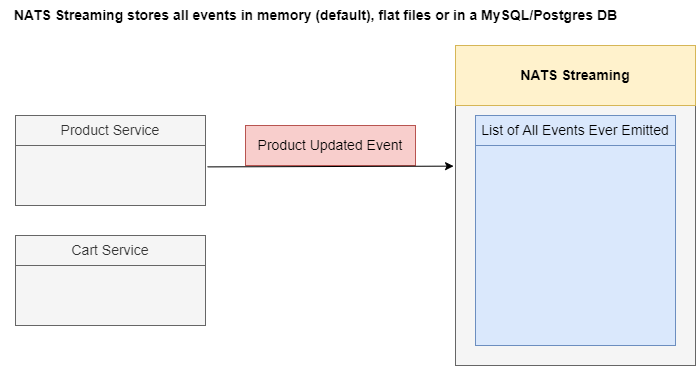 NATS Streaming stores all events in memory (default), flat files or in a MySQL/Postgres DB
NATS Streaming
Product Service
Product Updated Event
List of All Events Ever Emitted
Cart Service